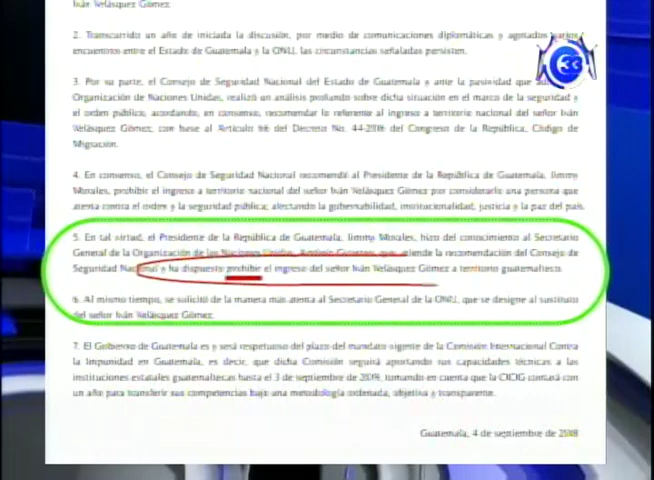 Iván Velásquez Gómez
2. Transcurrido un año de iniciada la discusión, por medio de comunicaciones diplomáticas y agotados varios
encuentros entre el Estado de Guatemala y la ONU, las circunstancias señaladas persisten.
3. Por su parte, el Consejo de Seguridad Nacional del Estado de Guatemala y ante la pasividad que
Organización de Naciones Unidas, realizó un análisis profundo sobre dicha situación en el marco de la seguridad y
el orden público, acordando, en consenso, recomendar lo referente al ingreso a territorio nacional del señor Iván
Velásquez Gómez, con base al Artículo 66 del Decreto No. 44-2016 del Congreso de la República, Código de
Migración.
4. En consenso, el Consejo de Seguridad Nacional recomendó al Presidente de la República de Guatemala, Jimmy
Morales, prohibir el ingreso a territorio nacional del señor Iván Velásquez Gómez por considerarlo una persona que
atenta contra el orden y la seguridad pública, afectando la gobernabilidad, institucionalidad, justicia y la paz del país.
5. En tal virtud, el Presidente de la República de Guatemala, Jimmy Morales, hizo del conocimiento al Secretario
General de la Organización de las Naciones Unidas, António Guterres, que atiende la recomendación del Consejo de
Seguridad Nacional y ha dispuesto prohibir el ingreso del señor Iván Velásquez Gómez a territorio guatemalteco.
6. Al mismo tiempo, se solicitó de la manera más atenta al Secretario General de la ONU, que se designe al sustituto
del señor Iván Velásquez Gómez.
7. El Gobierno de Guatemala es y será respetuoso del plazo del mandato vigente de la Comisión Internacional Contra
la Impunidad en Guatemala, es decir, que dicha Comisión seguirá aportando sus capacidades técnicas a las
instituciones estatales guatemaltecas hasta el 3 de septiembre de 2019, tomando en cuenta que la CICIG contará con
un año para transferir sus competencias bajo una metodología ordenada, objetiva y transparente.
Guatemala, 4 de septiembre de 2018